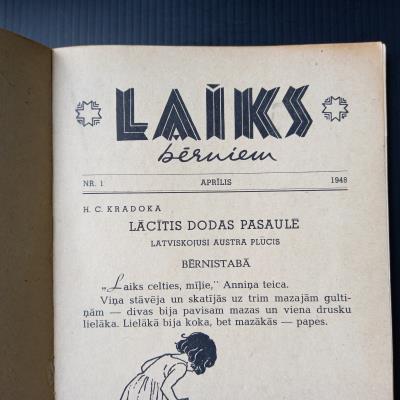 LAIKS
bērniem
NR. 1 APRĪLIS 1948
H. C. KRADOKA
LĀCĪTIS DODAS PASAULE
LATVISKOJUSI AUSTRA PLŪCIS
BĒRNISTABĀ
„Laiks celties, mīļie,” Anniņa teica.
Viņa stāvēja un skatījās uz trim mazajām gulti-
ņām — divas bija pavisam mazas un viena drusku
lielāka. Lielākā bija koka, bet mazākās — papes.